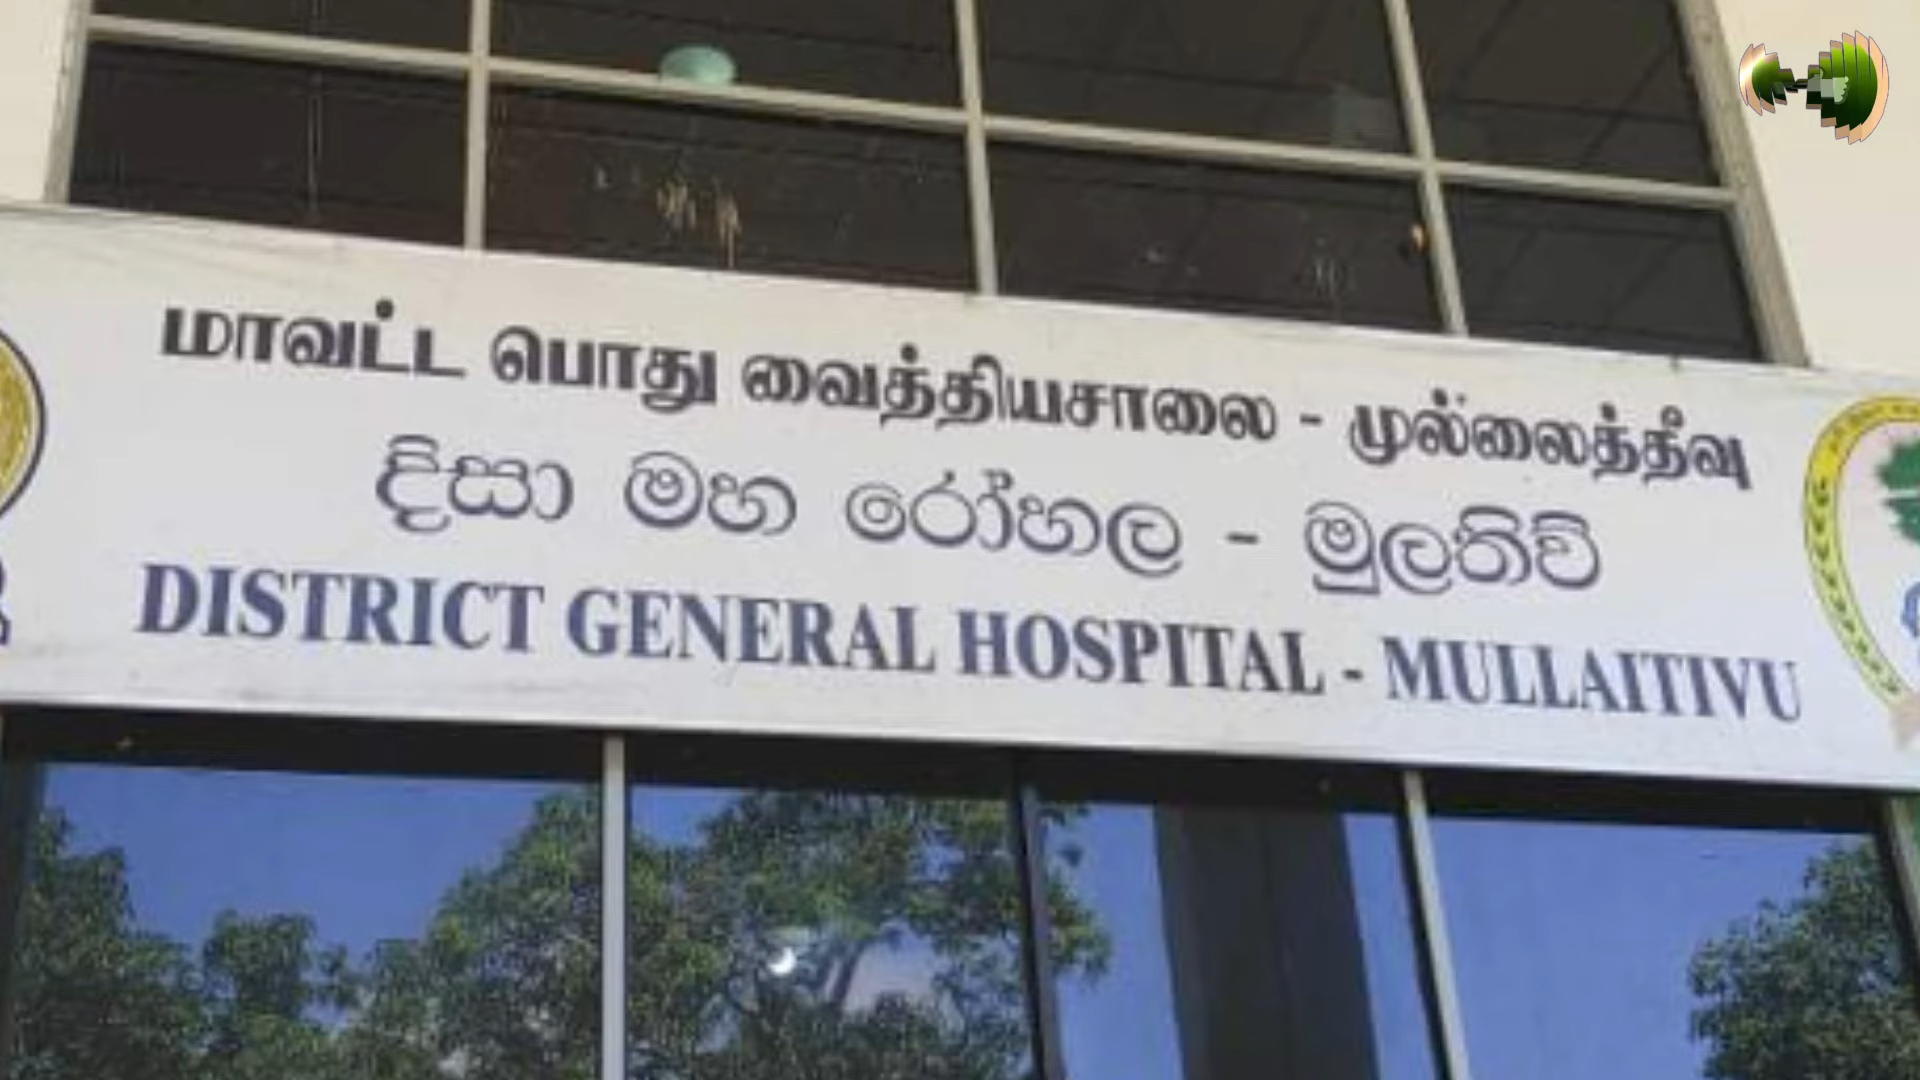 மாவட்ட பொது வைத்தியசாலை - முல்லைத்தீவு
දිසා මහ රෝහල - මුලතිව්
DISTRICT GENERAL HOSPITAL - MULLAITIVU